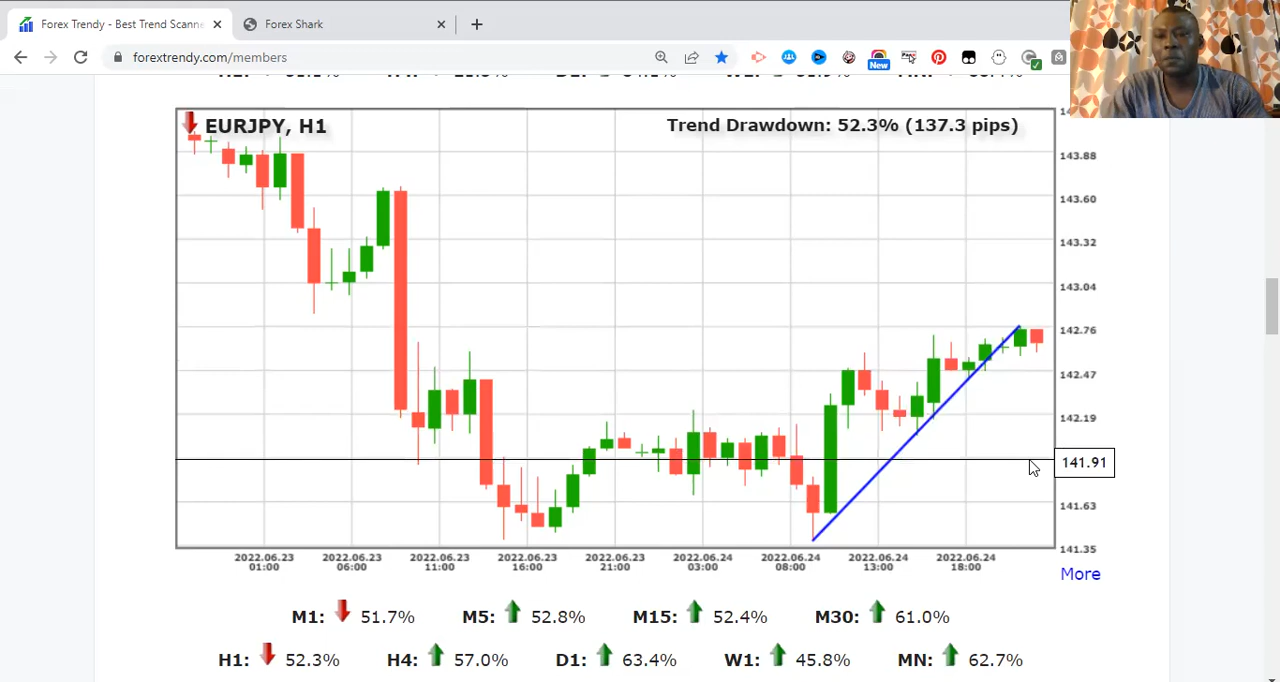 Forex Trendy - Best Trend Scanne
Forex Shark
forextrendy.com/members
New
EURJPY, H1
Trend Drawdown: 52.3% (137.3 pips)
143.88
143.60
143.32
143.04
142.76
142.47
142.19
141.91
141.63
141.35
2022.06.23 01:00
2022.06.23 06:00
2022.06.23 11:00
2022.06.23 16:00
2022.06.23 21:00
2022.06.24 03:00
2022.06.24 08:00
2022.06.24 13:00
2022.06.24 18:00
More
M1: 51.7% M5: 52.8% M15: 52.4% M30: 61.0%
H1: 52.3% H4: 57.0% D1: 63.4% W1: 45.8% MN: 62.7%